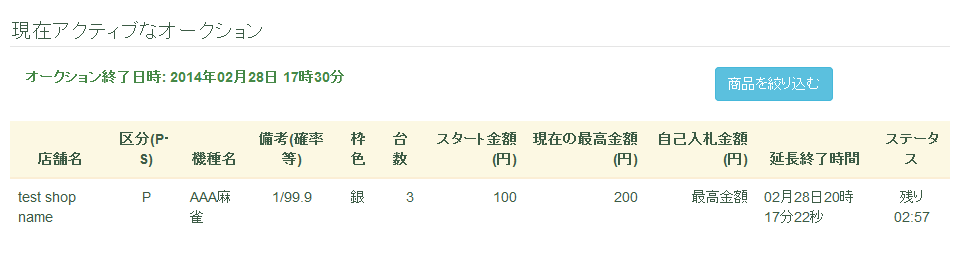 現在アクティブなオークション
オークション終了日時: 2014年02月28日 17時30分
商品を絞り込む
店舗名 区分(P-S) 機種名 備考(確率等) 枠色 台数 スタート金額(円) 現在の最高金額(円) 自己入札金額(円) 延長終了時間 ステータス
test shop name P AAA麻雀 1/99.9 銀 3 100 200 最高金額 02月28日20時17分22秒 残り 02:57